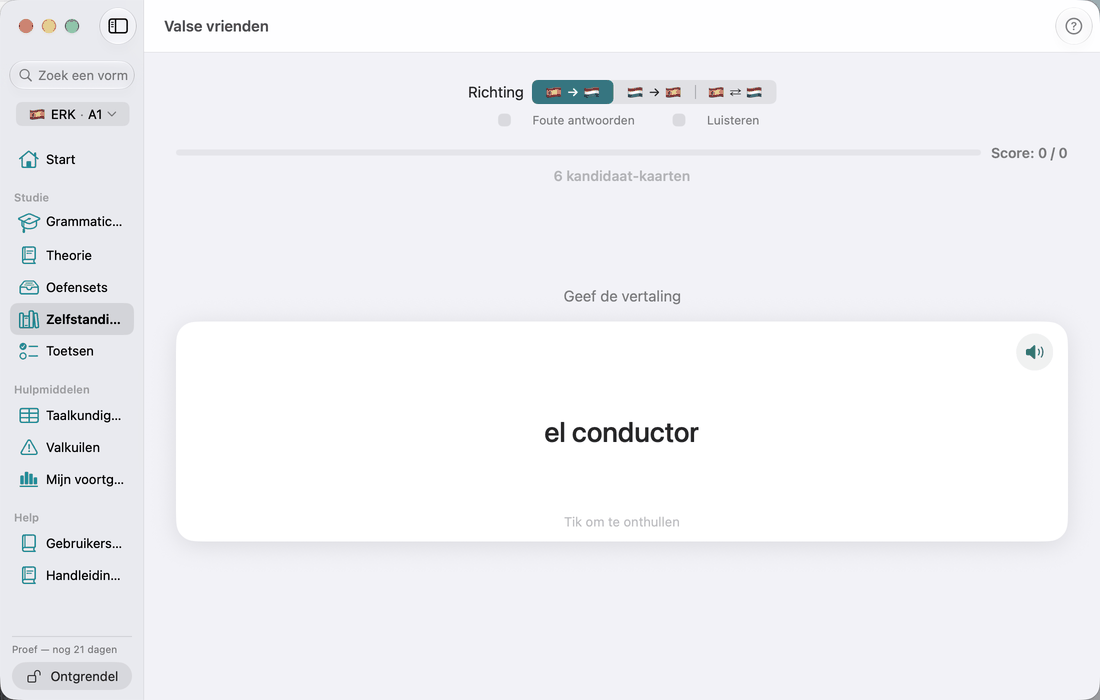 Valse vrienden
Zoek een vorm
ERK · A1
Start
Studie
Grammatic...
Theorie
Oefensets
Zelfstandi...
Toetsen
Hulpmiddelen
Taalkundig...
Valkuilen
Mijn voortg...
Help
Gebruikers...
Handleidin...
Proef — nog 21 dagen
Ontgrendel
Richting
Foute antwoorden
Luisteren
Score: 0 / 0
6 kandidaat-kaarten
Geef de vertaling
el conductor
Tik om te onthullen